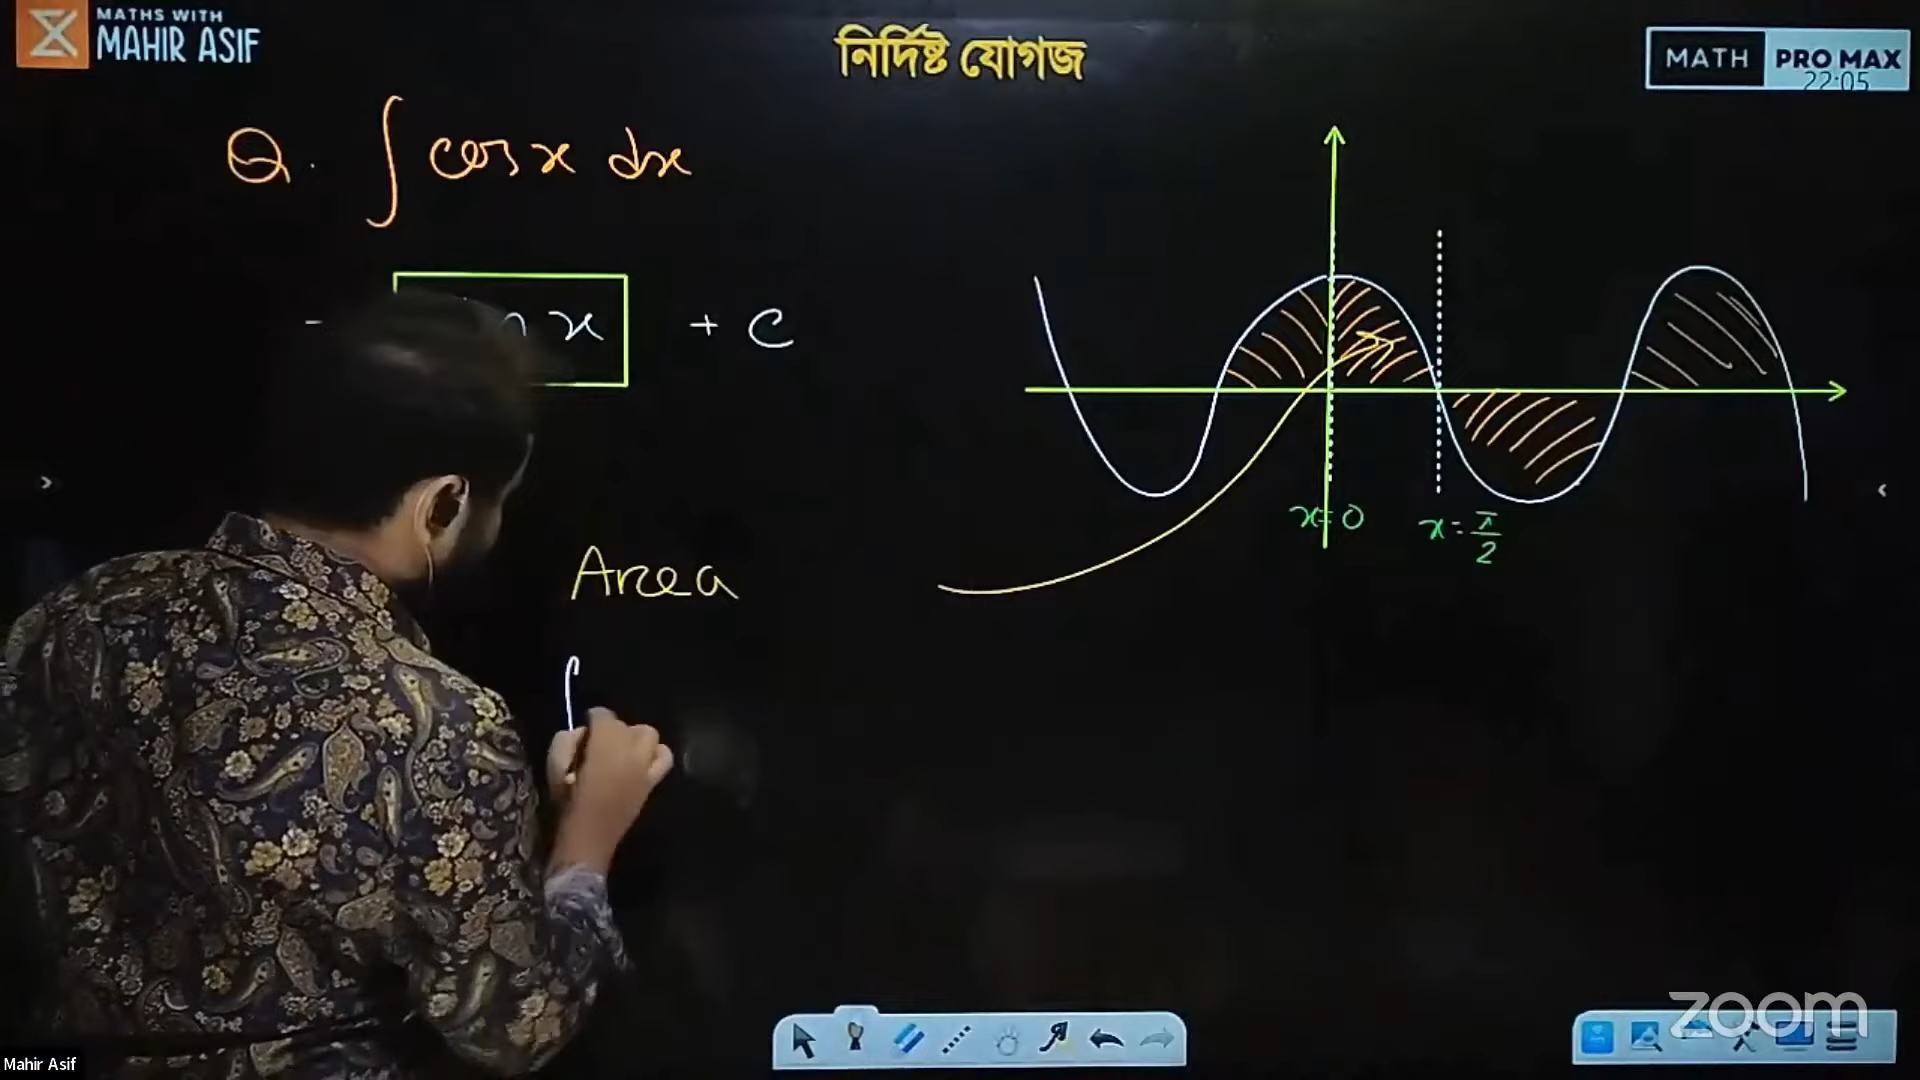 MATHS WITH
MAHIR ASIF
নির্দিষ্ট যোগজ
MATH PRO MAX
22:05
Q. ∫ cos x dx
x + c
x=0
x=π/2
Area
∫
zoom
Mahir Asif